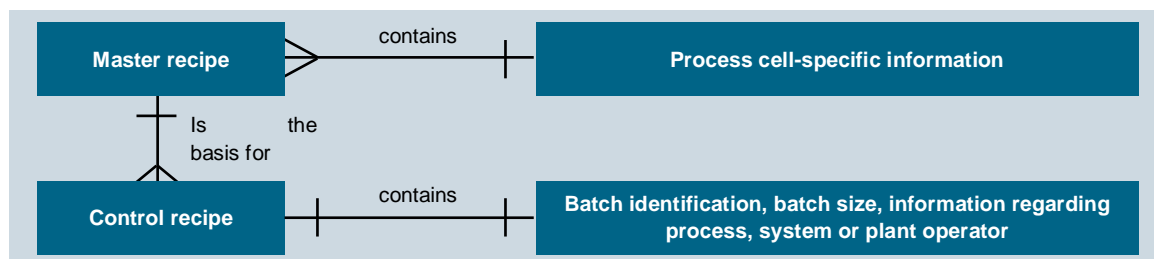 contains
Master recipe
Process cell-specific information
Is the
basis for
contains
Control recipe
Batch identification, batch size, information regarding
process, system or plant operator